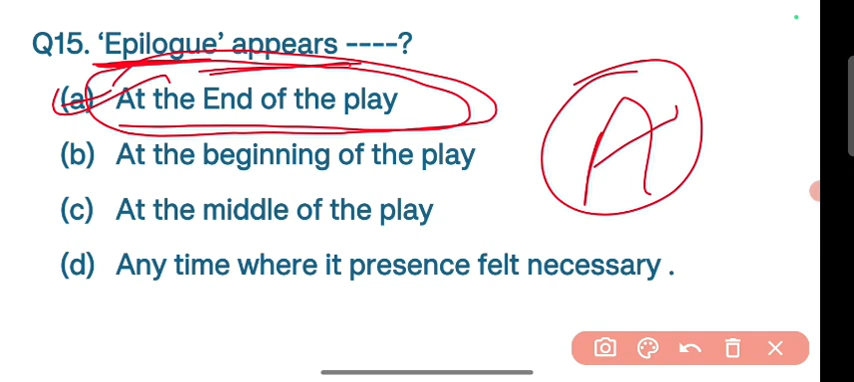 Q15. ‘Epilogue’ appears ----?
(a) At the End of the play
(b) At the beginning of the play
(c) At the middle of the play
(d) Any time where it presence felt necessary .
A